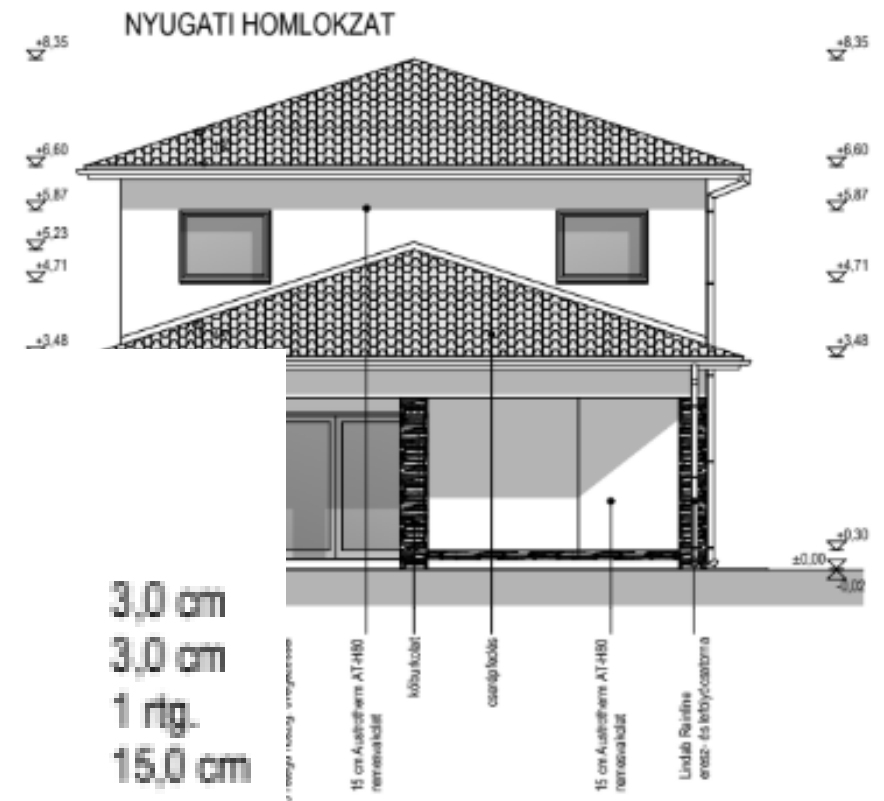 NYUGATI HOMLOKZAT
+8,35
+8,35
+6,60
+6,60
+5,87
+5,87
+5,23
+4,71
+4,71
+3,48
+3,48
+0,30
±0,00
-0,02
3,0 cm
3,0 cm
1 rtg.
15,0 cm
15 cm Austrotherm AT-H80
nemesvakolat
kőburkolat
cserépfedés
15 cm Austrotherm AT-H80
nemesvakolat
Lindab Rainline
eresz- és lefolyócsatorna